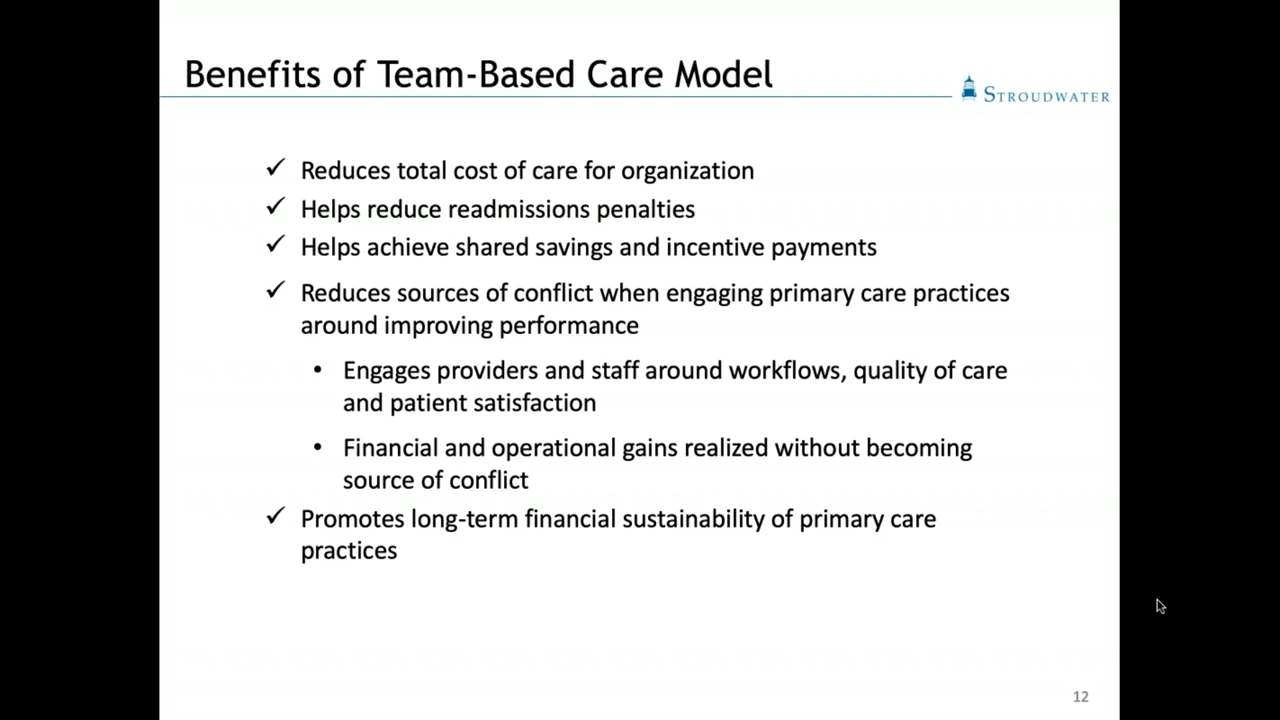 Benefits of Team-Based Care Model
STROUDWATER
✓ Reduces total cost of care for organization
✓ Helps reduce readmissions penalties
✓ Helps achieve shared savings and incentive payments
✓ Reduces sources of conflict when engaging primary care practices
around improving performance
• Engages providers and staff around workflows, quality of care
and patient satisfaction
• Financial and operational gains realized without becoming
source of conflict
✓ Promotes long-term financial sustainability of primary care
practices
12